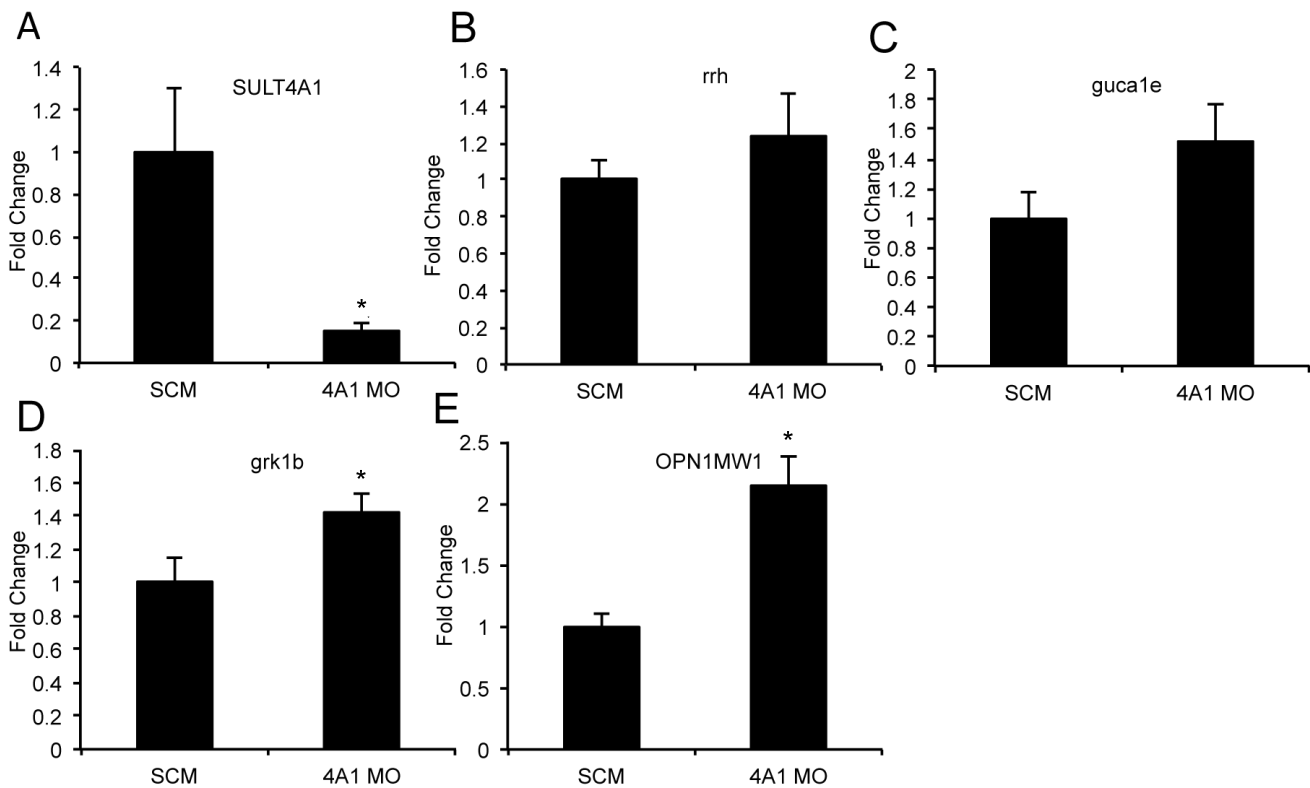 A
SULT4A1
Fold Change
1.4
1.2
1
0.8
0.6
0.4
0.2
0
*
SCM
4A1 MO
B
rrh
Fold Change
1.6
1.4
1.2
1
0.8
0.6
0.4
0.2
0
SCM
4A1 MO
C
guca1e
Fold Change
2
1.8
1.6
1.4
1.2
1
0.8
0.6
0.4
0.2
0
SCM
4A1 MO
D
grk1b
Fold Change
1.8
1.6
1.4
1.2
1
0.8
0.6
0.4
0.2
0
*
SCM
4A1 MO
E
OPN1MW1
Fold Change
2.5
2
1.5
1
0.5
0
*
SCM
4A1 MO